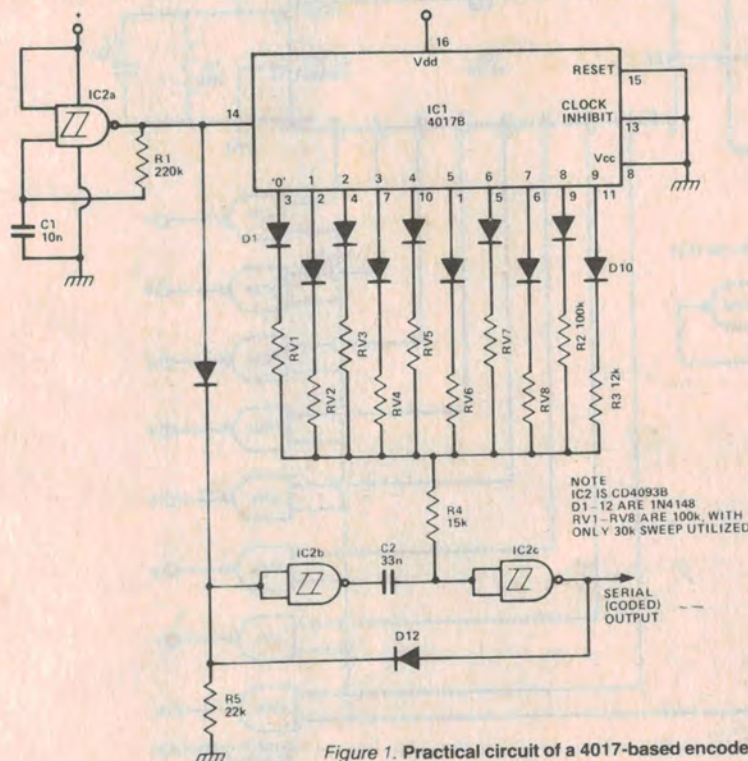 +
IC2a
R1
220k
C1
10n
14
16
Vdd
IC1
4017B
RESET
15
CLOCK
INHIBIT
13
Vcc
8
'0' 1 2 3 4 5 6 7 8 9
3 2 4 7 10 1 5 6 9 11
D1
D10
RV1
RV2
RV3
RV4
RV5
RV6
RV7
RV8
R2 100k
R3 12k
R4
15k
NOTE
IC2 IS CD4093B
D1-12 ARE 1N4148
RV1-RV8 ARE 100k, WITH
ONLY 30k SWEEP UTILIZED
IC2b
C2
33n
IC2c
SERIAL
(CODED)
OUTPUT
D12
R5
22k
Figure 1. Practical circuit of a 4017-based encode